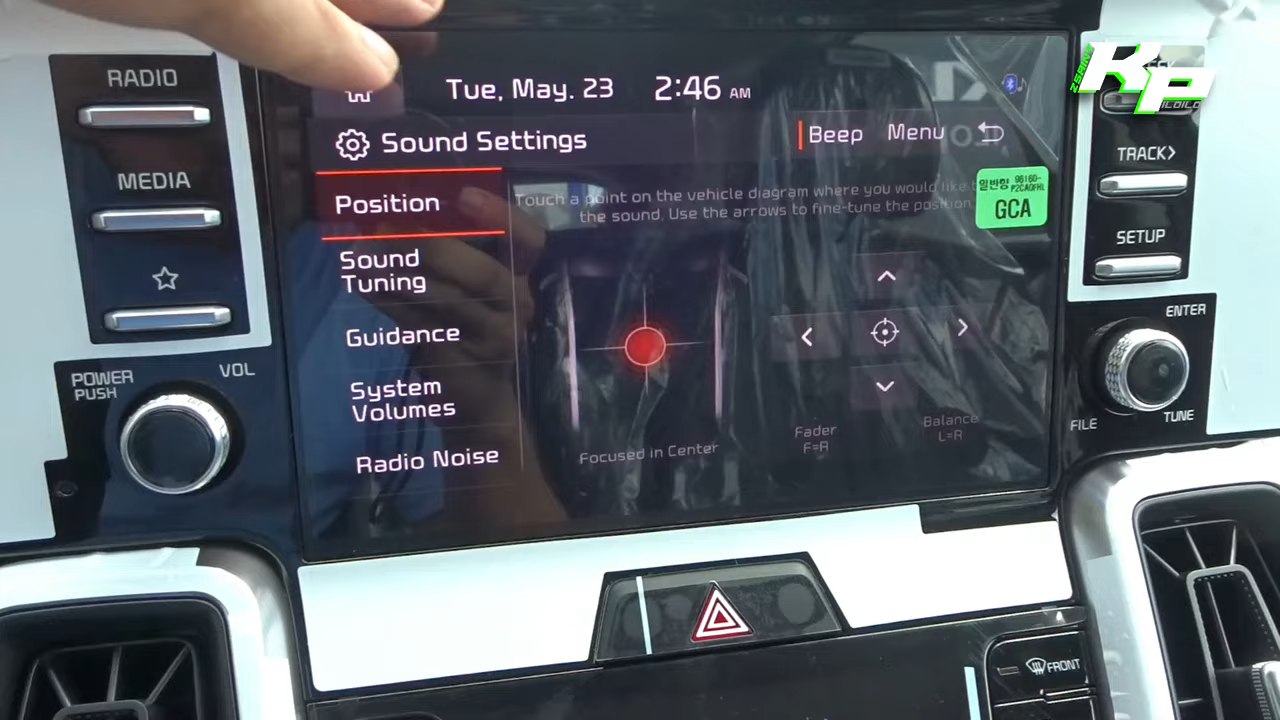 RADIO
MEDIA
POWER
PUSH
VOL
Tue, May. 23
2:46 AM
Sound Settings
Beep
Menu
Position
Sound
Tuning
Guidance
System
Volumes
Radio Noise
Touch a point on the vehicle diagram where you would like
the sound. Use the arrows to fine-tune the position.
일반형 96160-
P2CA0FHL
GCA
Focused in Center
Fader
F=R
Balance
L=R
KP
TRACK>
SETUP
ENTER
FILE
TUNE
FRONT